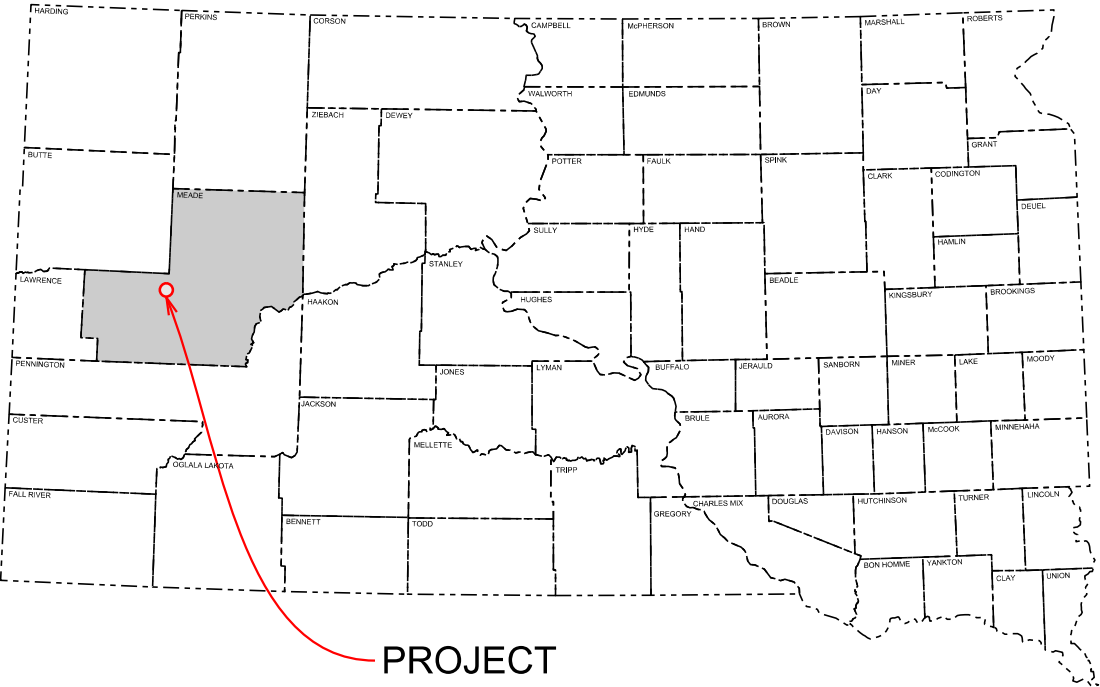 HARDING
PERKINS
CORSON
CAMPBELL
McPHERSON
BROWN
MARSHALL
ROBERTS
WALWORTH
EDMUNDS
DAY
ZIEBACH
DEWEY
GRANT
BUTTE
POTTER
FAULK
SPINK
CLARK
CODINGTON
MEADE
DEUEL
SULLY
HYDE
HAND
HAMLIN
STANLEY
LAWRENCE
BEADLE
HAAKON
HUGHES
KINGSBURY
BROOKINGS
PENNINGTON
JONES
LYMAN
BUFFALO
JERAULD
SANBORN
MINER
LAKE
MOODY
JACKSON
CUSTER
BRULE
AURORA
DAVISON
HANSON
McCOOK
MINNEHAHA
MELLETTE
OGLALA LAKOTA
TRIPP
FALL RIVER
GREGORY
CHARLES MIX
DOUGLAS
HUTCHINSON
TURNER
LINCOLN
BENNETT
TODD
BON HOMME
YANKTON
CLAY
UNION
PROJECT